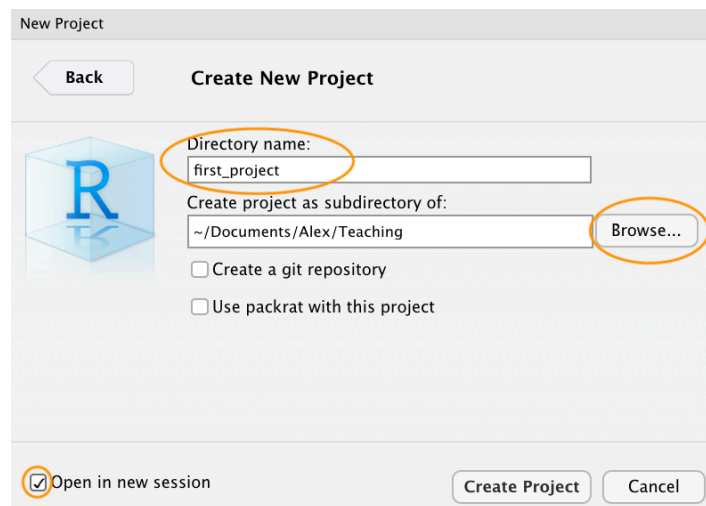 New Project
Back
Create New Project
R
Directory name:
first_project
Create project as subdirectory of:
~/Documents/Alex/Teaching
Browse...
Create a git repository
Use packrat with this project
Open in new session
Create Project
Cancel